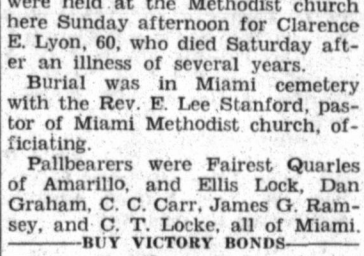 were held at the Methodist church
here Sunday afternoon for Clarence
E. Lyon, 60, who died Saturday aft-
er an illness of several years.
Burial was in Miami cemetery
with the Rev. E. Lee Stanford, pas-
tor of Miami Methodist church, of-
ficiating.
Pallbearers were Fairest Quarles
of Amarillo, and Ellis Lock, Dan
Graham, C. C. Carr, James G. Ram-
sey, and C. T. Locke, all of Miami.
BUY VICTORY BONDS